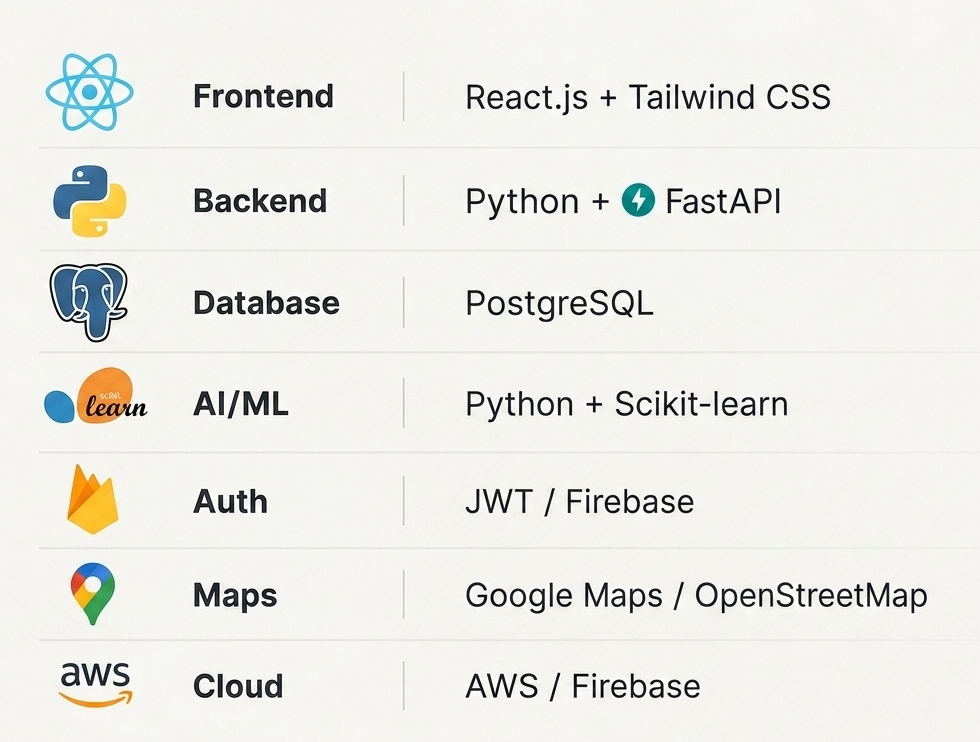 Frontend React.js + Tailwind CSS
Backend Python + FastAPI
Database PostgreSQL
scikit learn AI/ML Python + Scikit-learn
Auth JWT / Firebase
Maps Google Maps / OpenStreetMap
aws Cloud AWS / Firebase